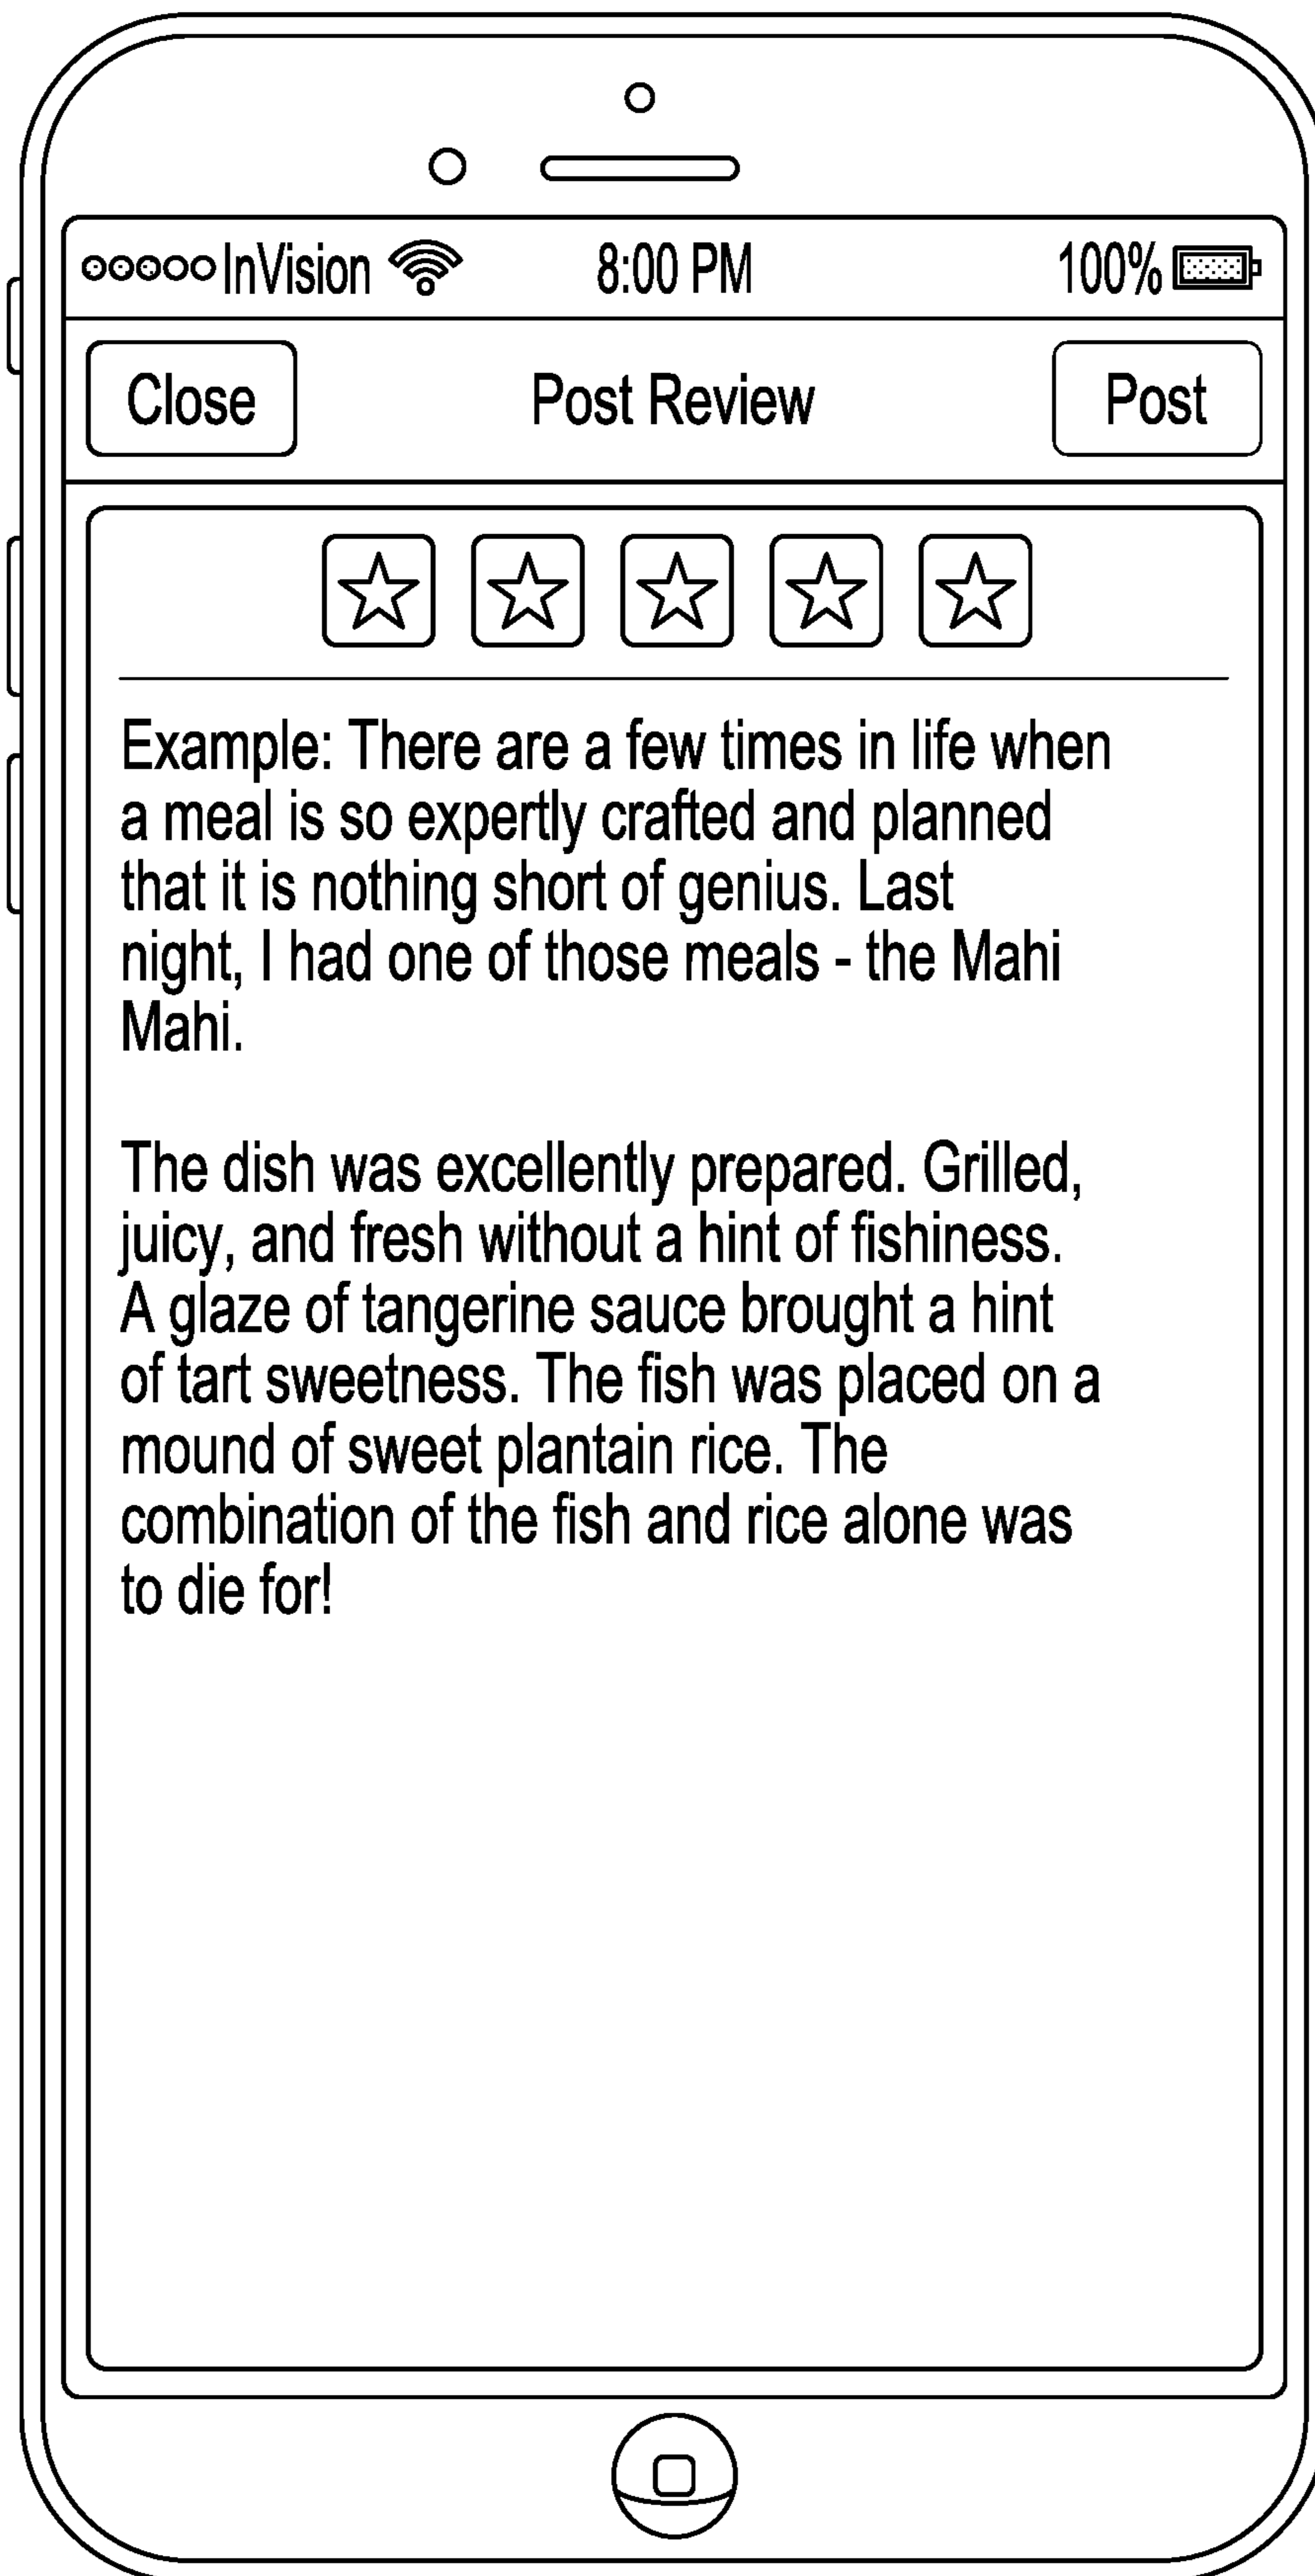 InVision 8:00 PM 100%
Close Post Review Post
Example: There are a few times in life when
a meal is so expertly crafted and planned
that it is nothing short of genius. Last
night, I had one of those meals - the Mahi
Mahi.
The dish was excellently prepared. Grilled,
juicy, and fresh without a hint of fishiness.
A glaze of tangerine sauce brought a hint
of tart sweetness. The fish was placed on a
mound of sweet plantain rice. The
combination of the fish and rice alone was
to die for!